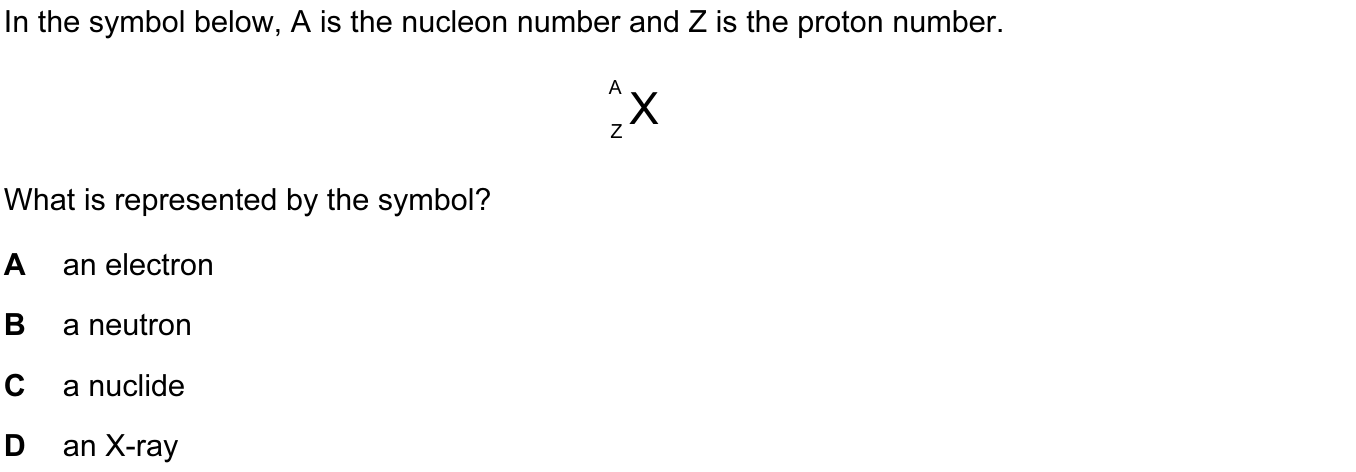 In the symbol below, A is the nucleon number and Z is the proton number.
A
X
Z
What is represented by the symbol?
A an electron
B a neutron
C a nuclide
D an X-ray